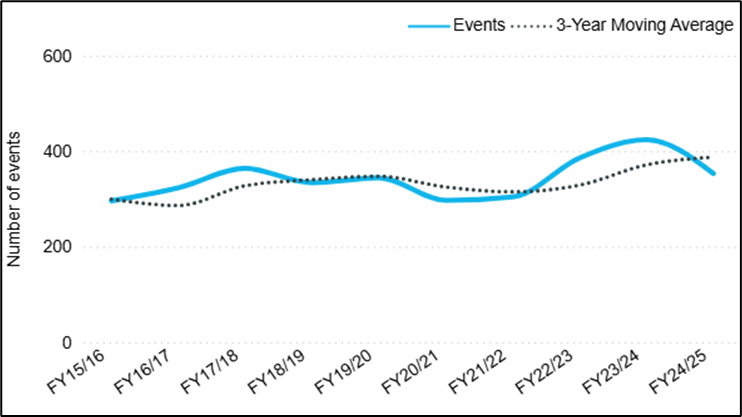 Events 3-Year Moving Average
600
400
200
0
Number of events
FY15/16 FY16/17 FY17/18 FY18/19 FY19/20 FY20/21 FY21/22 FY22/23 FY23/24 FY24/25